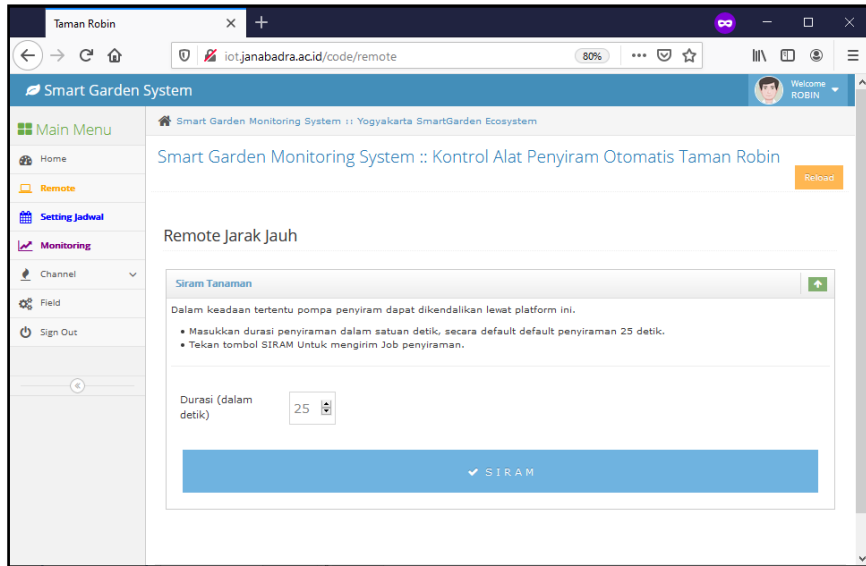 Taman Robin
iot.janabadra.ac.id/code/remote
80%
Smart Garden System
Welcome
ROBIN
Main Menu
Home
Remote
Setting Jadwal
Monitoring
Channel
Field
Sign Out
Smart Garden Monitoring System :: Yogyakarta SmartGarden Ecosystem
Smart Garden Monitoring System :: Kontrol Alat Penyiram Otomatis Taman Robin
Reload
Remote Jarak Jauh
Siram Tanaman
Dalam keadaan tertentu pompa penyiram dapat dikendalikan lewat platform ini.
• Masukkan durasi penyiraman dalam satuan detik, secara default default penyiraman 25 detik.
• Tekan tombol SIRAM Untuk mengirim Job penyiraman.
Durasi (dalam
detik)
25
SIRAM